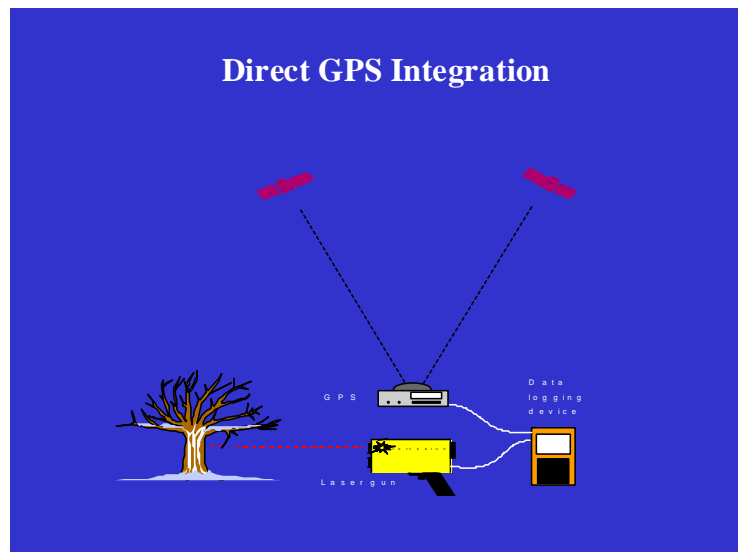 Direct GPS Integration
GPS
Data
logging
device
Lasergun